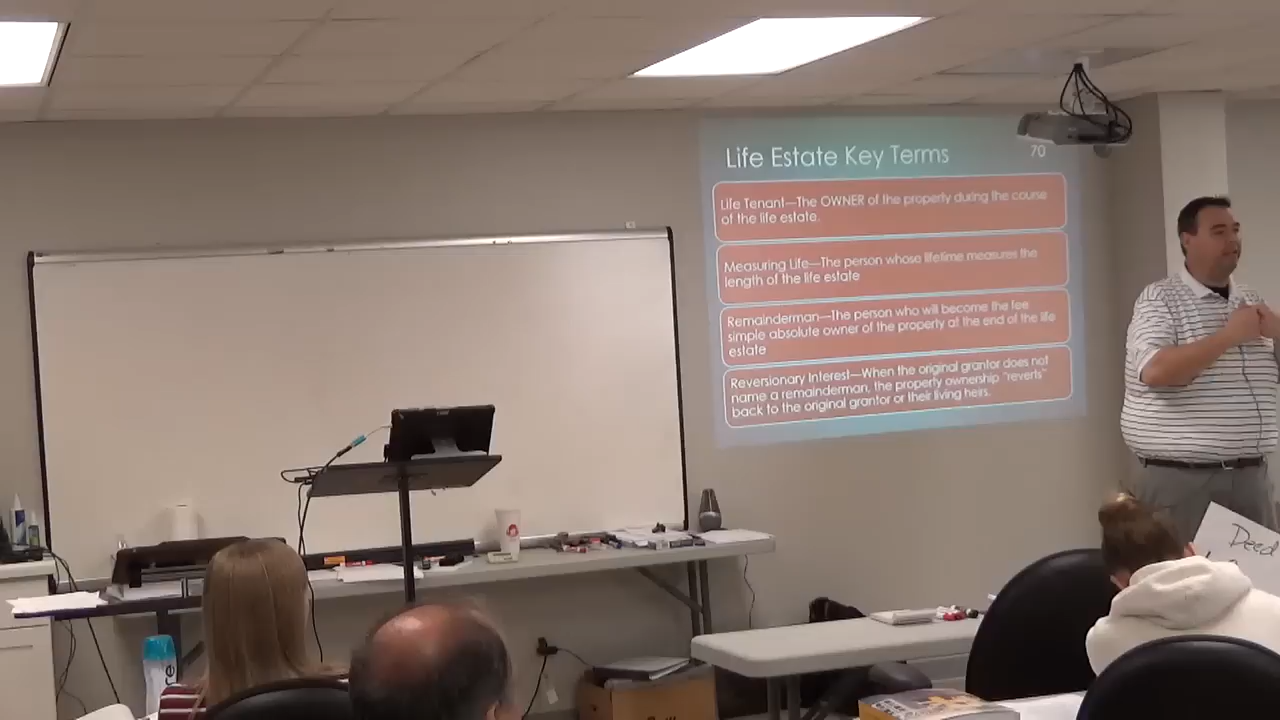 Life Estate Key Terms
70
Life Tenant—The OWNER of the property during the course
of the life estate.
Measuring Life—The person whose lifetime measures the
length of the life estate
Remainderman—The person who will become the fee
simple absolute owner of the property at the end of the life
estate
Reversionary Interest—When the original grantor does not
name a remainderman, the property ownership "reverts"
back to the original grantor or their living heirs.
Deed